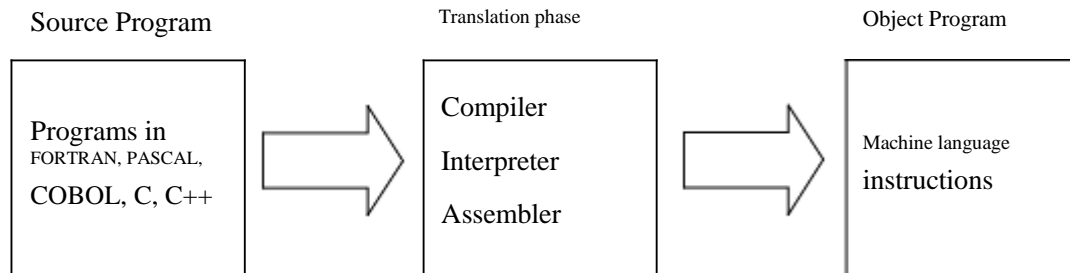 Source Program
Translation phase
Object Program
Programs in
FORTRAN, PASCAL,
COBOL, C, C++
Compiler
Interpreter
Assembler
Machine language
instructions